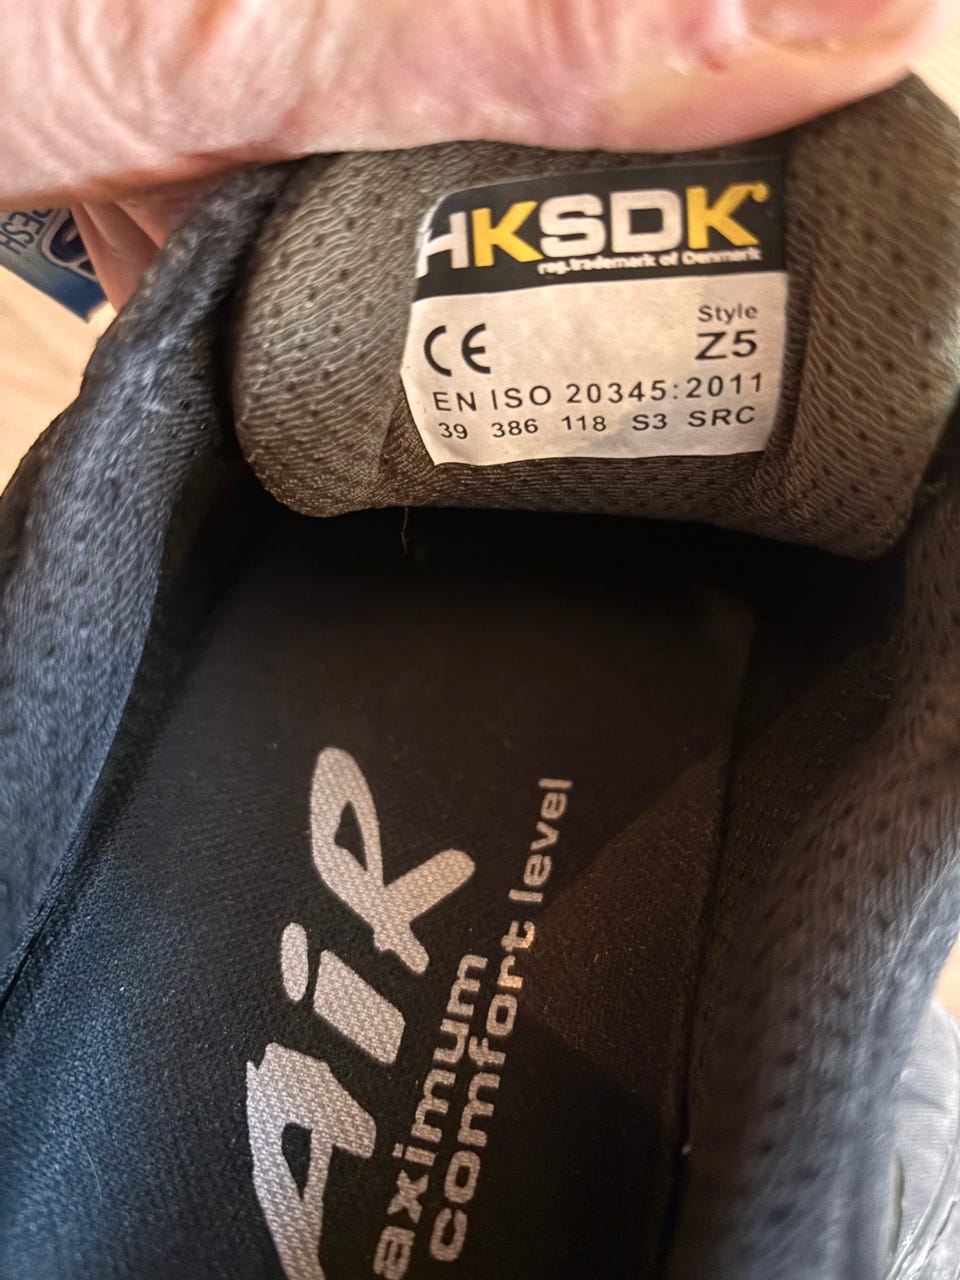 HKSDK
reg.trademark of Denmark
CE
Style
Z5
EN ISO 20345:2011
39 386 118 S3 SRC
AiR
aximum
comfort level
RESH